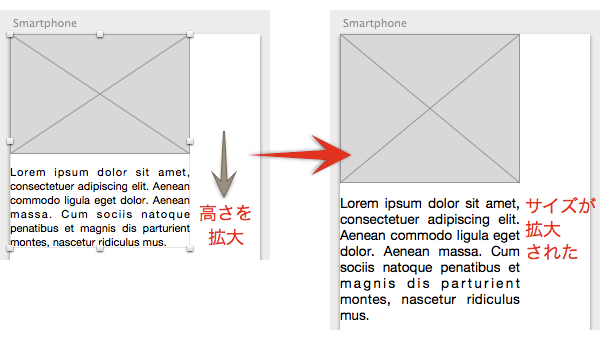 Smartphone
Lorem ipsum dolor sit amet,
consectetuer adipiscing elit. Aenean
commodo ligula eget dolor. Aenean
massa. Cum sociis natoque
penatibus et magnis dis parturient
montes, nascetur ridiculus mus.
高さを
拡大
Smartphone
Lorem ipsum dolor sit amet,
consectetuer adipiscing elit.
Aenean commodo ligula eget
dolor. Aenean massa. Cum
sociis natoque penatibus et
magnis dis parturient
montes, nascetur ridiculus
mus.
サイズが
拡大
された